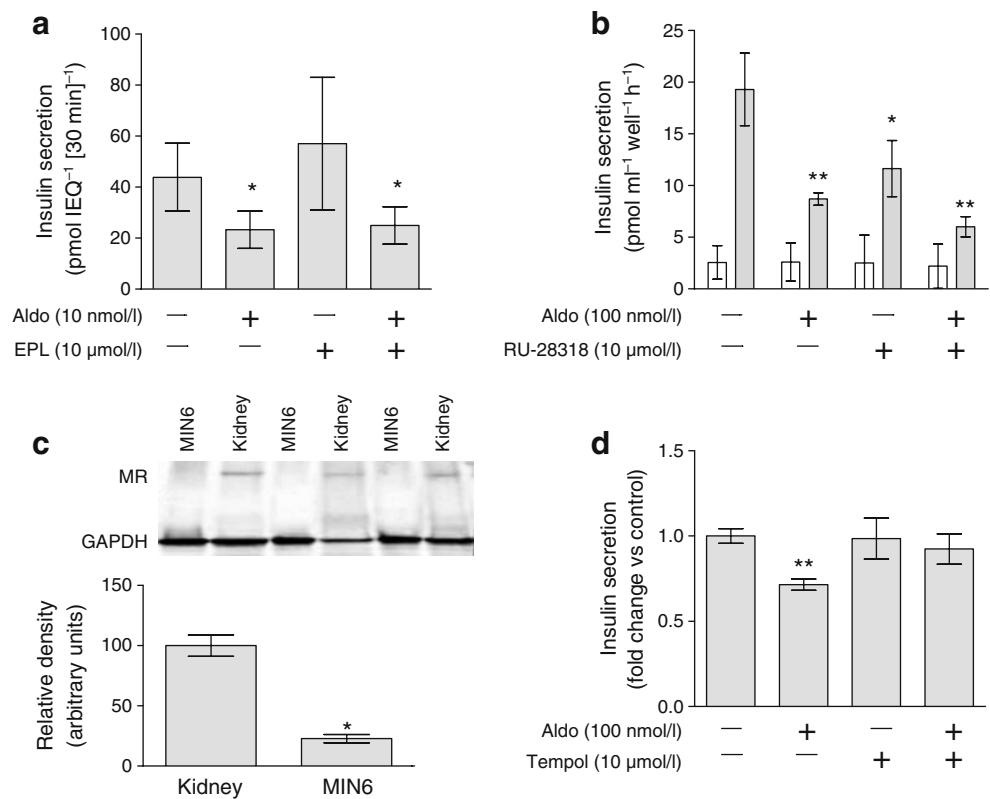 a
Insulin secretion
(pmol IEQ⁻¹ [30 min]⁻¹)
100
80
60
40
20
0
* *
Aldo (10 nmol/l) — + — +
EPL (10 µmol/l) — — + +
b
Insulin secretion
(pmol ml⁻¹ well⁻¹ h⁻¹)
25
20
15
10
5
0
** * **
Aldo (100 nmol/l) — + — +
RU-28318 (10 µmol/l) — — + +
c
MIN6 Kidney MIN6 Kidney MIN6 Kidney
MR
GAPDH
Relative density
(arbitrary units)
150
100
50
0
*
Kidney MIN6
d
Insulin secretion
(fold change vs control)
1.5
1.0
0.5
0.0
**
Aldo (100 nmol/l) — + — +
Tempol (10 µmol/l) — — + +